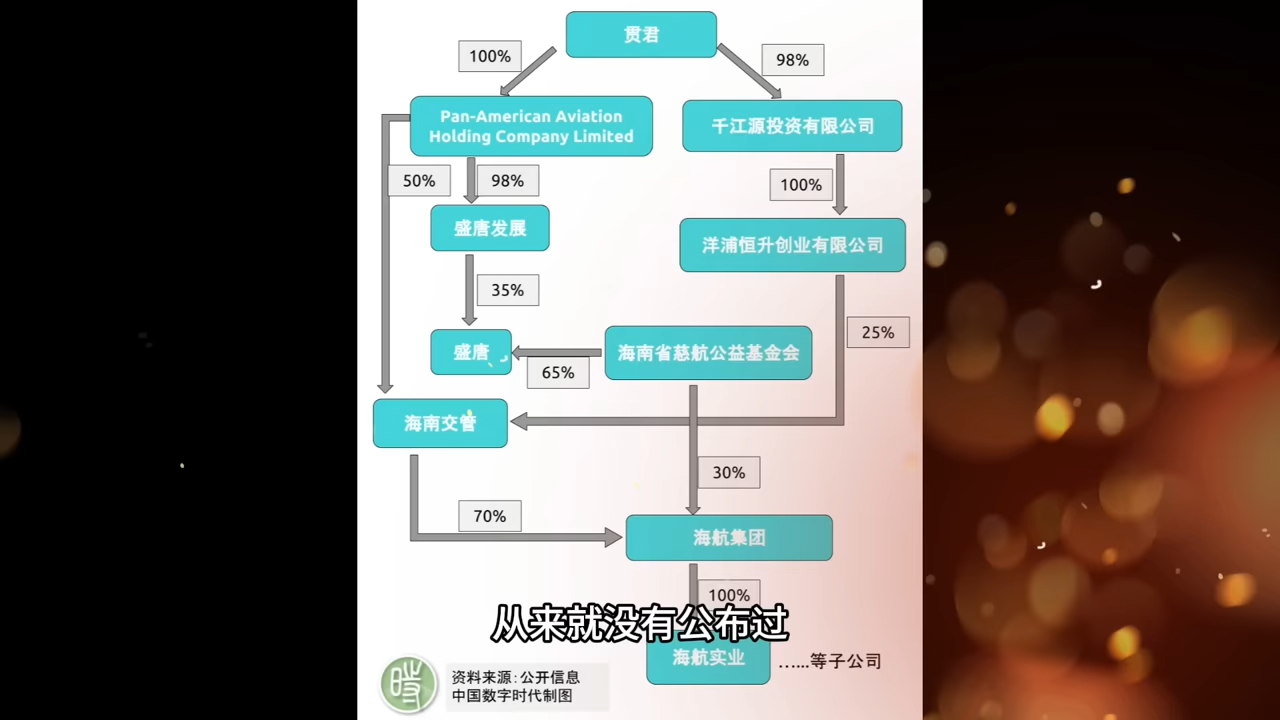 贯君
100%
98%
Pan-American Aviation
Holding Company Limited
千江源投资有限公司
50%
98%
100%
盛唐发展
洋浦恒升创业有限公司
35%
25%
盛唐
海南省慈航公益基金会
65%
海南交管
30%
70%
海航集团
100%
从来就没有公布过
海航实业
……等子公司
资料来源：公开信息
中国数字时代制图